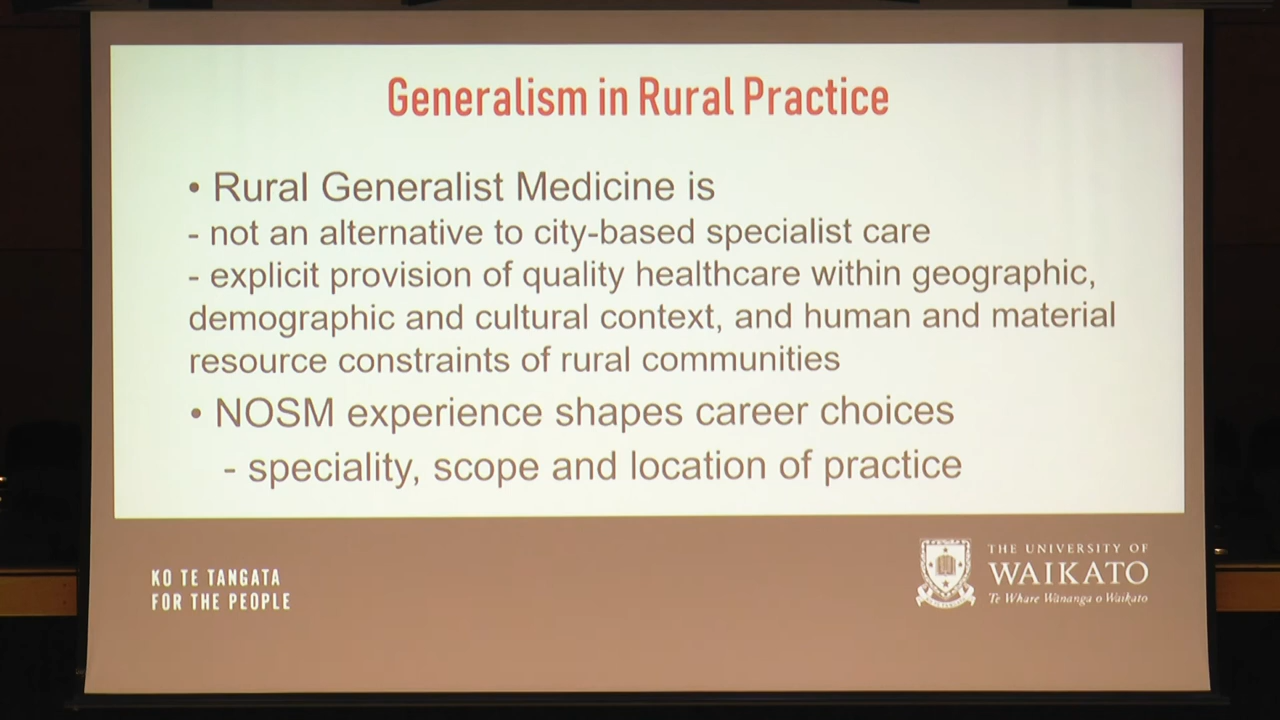 Generalism in Rural Practice
• Rural Generalist Medicine is
- not an alternative to city-based specialist care
- explicit provision of quality healthcare within geographic,
demographic and cultural context, and human and material
resource constraints of rural communities
• NOSM experience shapes career choices
- speciality, scope and location of practice
KO TE TANGATA
FOR THE PEOPLE
THE UNIVERSITY OF
WAIKATO
Te Whare Wānanga o Waikato